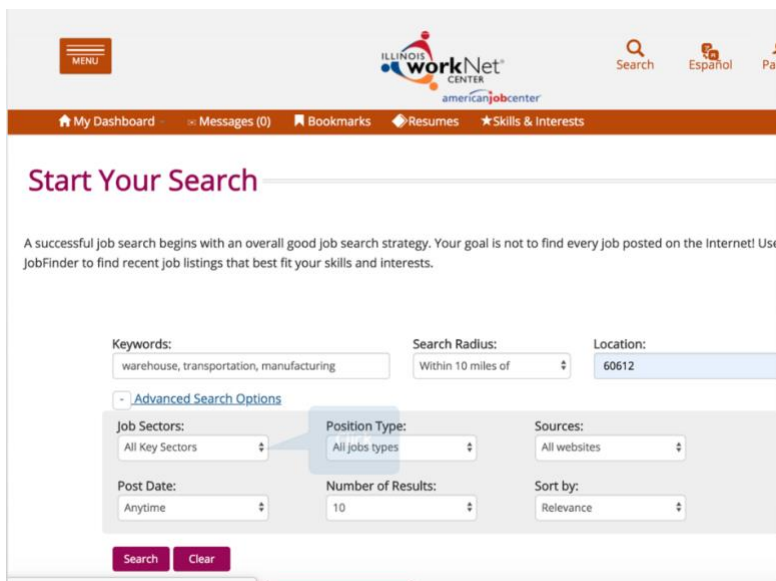 MENU
ILLINOIS
workNet
CENTER
americanjobcenter
Search
Español
Pa
My Dashboard
Messages (0)
Bookmarks
Resumes
Skills & Interests
Start Your Search
A successful job search begins with an overall good job search strategy. Your goal is not to find every job posted on the Internet! Use
JobFinder to find recent job listings that best fit your skills and interests.
Keywords:
Search Radius:
Location:
warehouse, transportation, manufacturing
Within 10 miles of
60612
- Advanced Search Options
Job Sectors:
Position Type:
Sources:
All Key Sectors
All jobs types
All websites
Post Date:
Number of Results:
Sort by:
Anytime
10
Relevance
Search
Clear